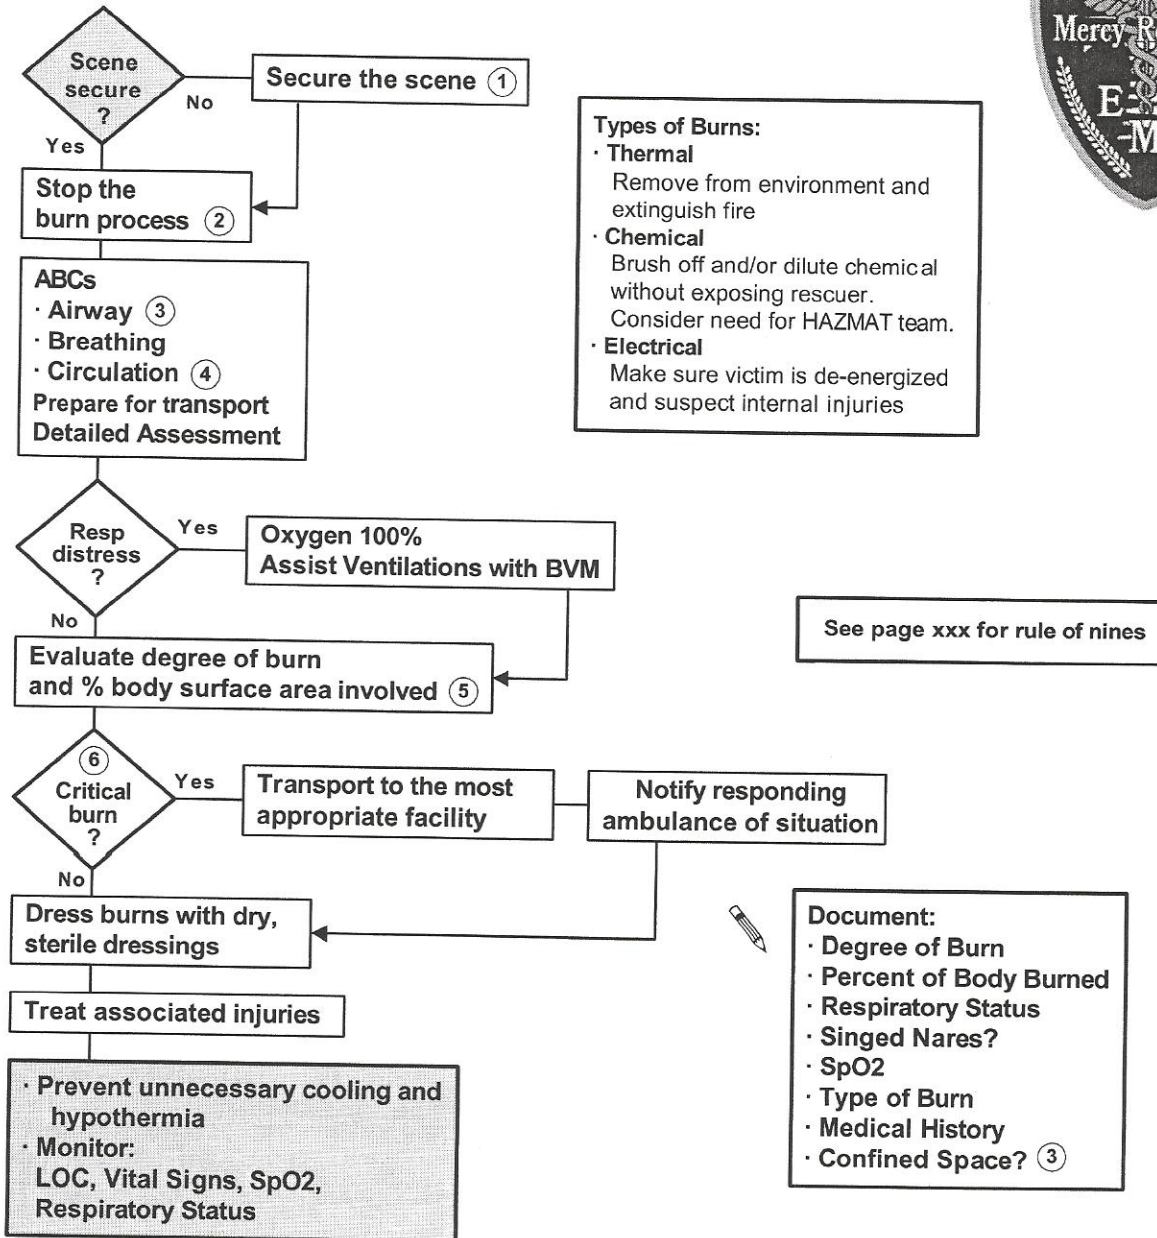 Mercy R
E
M
Scene
secure
?
No
Secure the scene 1
Yes
Stop the
burn process 2
Types of Burns:
· Thermal
Remove from environment and
extinguish fire
· Chemical
Brush off and/or dilute chemical
without exposing rescuer.
Consider need for HAZMAT team.
· Electrical
Make sure victim is de-energized
and suspect internal injuries
ABCs
· Airway 3
· Breathing
· Circulation 4
Prepare for transport
Detailed Assessment
Resp
distress
?
Yes
Oxygen 100%
Assist Ventilations with BVM
No
See page xxx for rule of nines
Evaluate degree of burn
and % body surface area involved 5
6
Critical
burn
?
Yes
Transport to the most
appropriate facility
Notify responding
ambulance of situation
No
Dress burns with dry,
sterile dressings
Treat associated injuries
· Prevent unnecessary cooling and
hypothermia
· Monitor:
LOC, Vital Signs, SpO2,
Respiratory Status
Document:
· Degree of Burn
· Percent of Body Burned
· Respiratory Status
· Singed Nares?
· SpO2
· Type of Burn
· Medical History
· Confined Space? 3